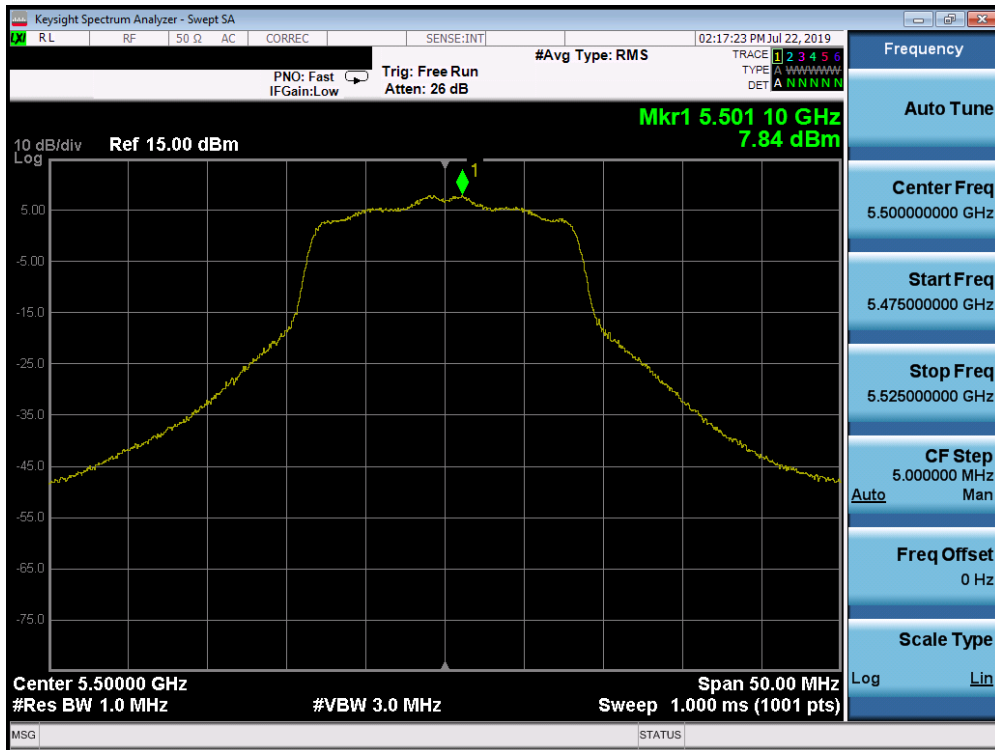 Keysight Spectrum Analyzer - Swept SA
LXI RL RF 50 Ω AC CORREC SENSE:INT 02:17:23 PM Jul 22, 2019
#Avg Type: RMS
TRACE 1 2 3 4 5 6
TYPE A WWWWW
DET A N N N N N
PNO: Fast Trig: Free Run
IFGain:Low Atten: 26 dB
Mkr1 5.501 10 GHz
7.84 dBm
10 dB/div Ref 15.00 dBm
Log
1
5.00
-5.00
-15.0
-25.0
-35.0
-45.0
-55.0
-65.0
-75.0
Center 5.50000 GHz Span 50.00 MHz
#Res BW 1.0 MHz #VBW 3.0 MHz Sweep 1.000 ms (1001 pts)
MSG STATUS
Frequency
Auto Tune
Center Freq
5.500000000 GHz
Start Freq
5.475000000 GHz
Stop Freq
5.525000000 GHz
CF Step
5.000000 MHz
Auto Man
Freq Offset
0 Hz
Scale Type
Log Lin